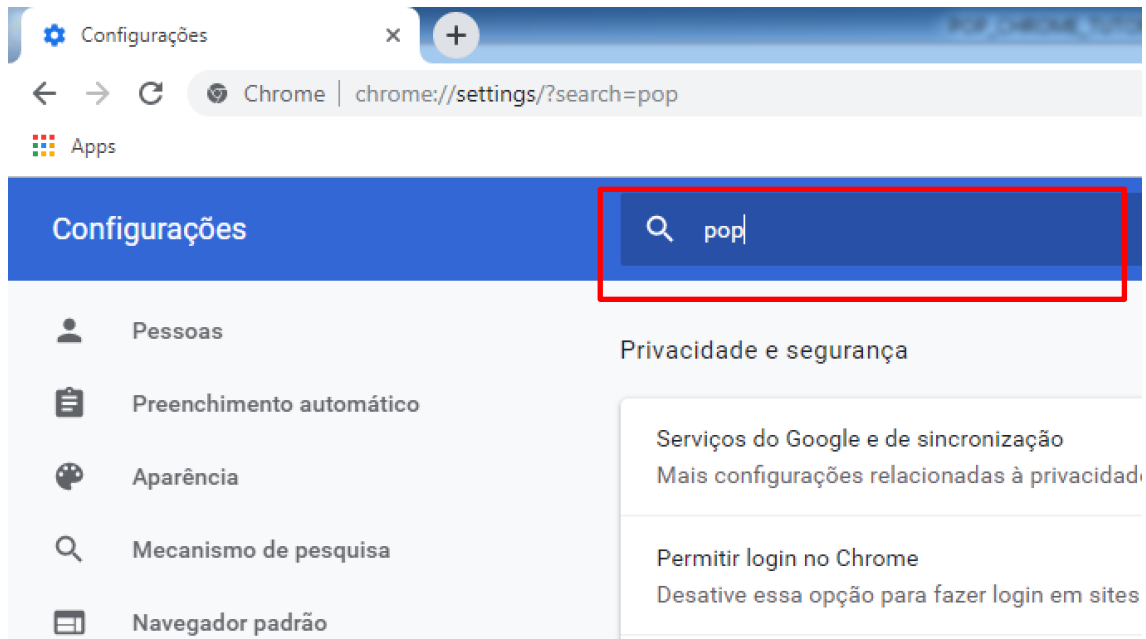 Configurações
Chrome | chrome://settings/?search=pop
Apps
Configurações
pop
Pessoas
Preenchimento automático
Aparência
Mecanismo de pesquisa
Navegador padrão
Privacidade e segurança
Serviços do Google e de sincronização
Mais configurações relacionadas à
Permitir login no Chrome
Desative essa opção para fazer login em sites